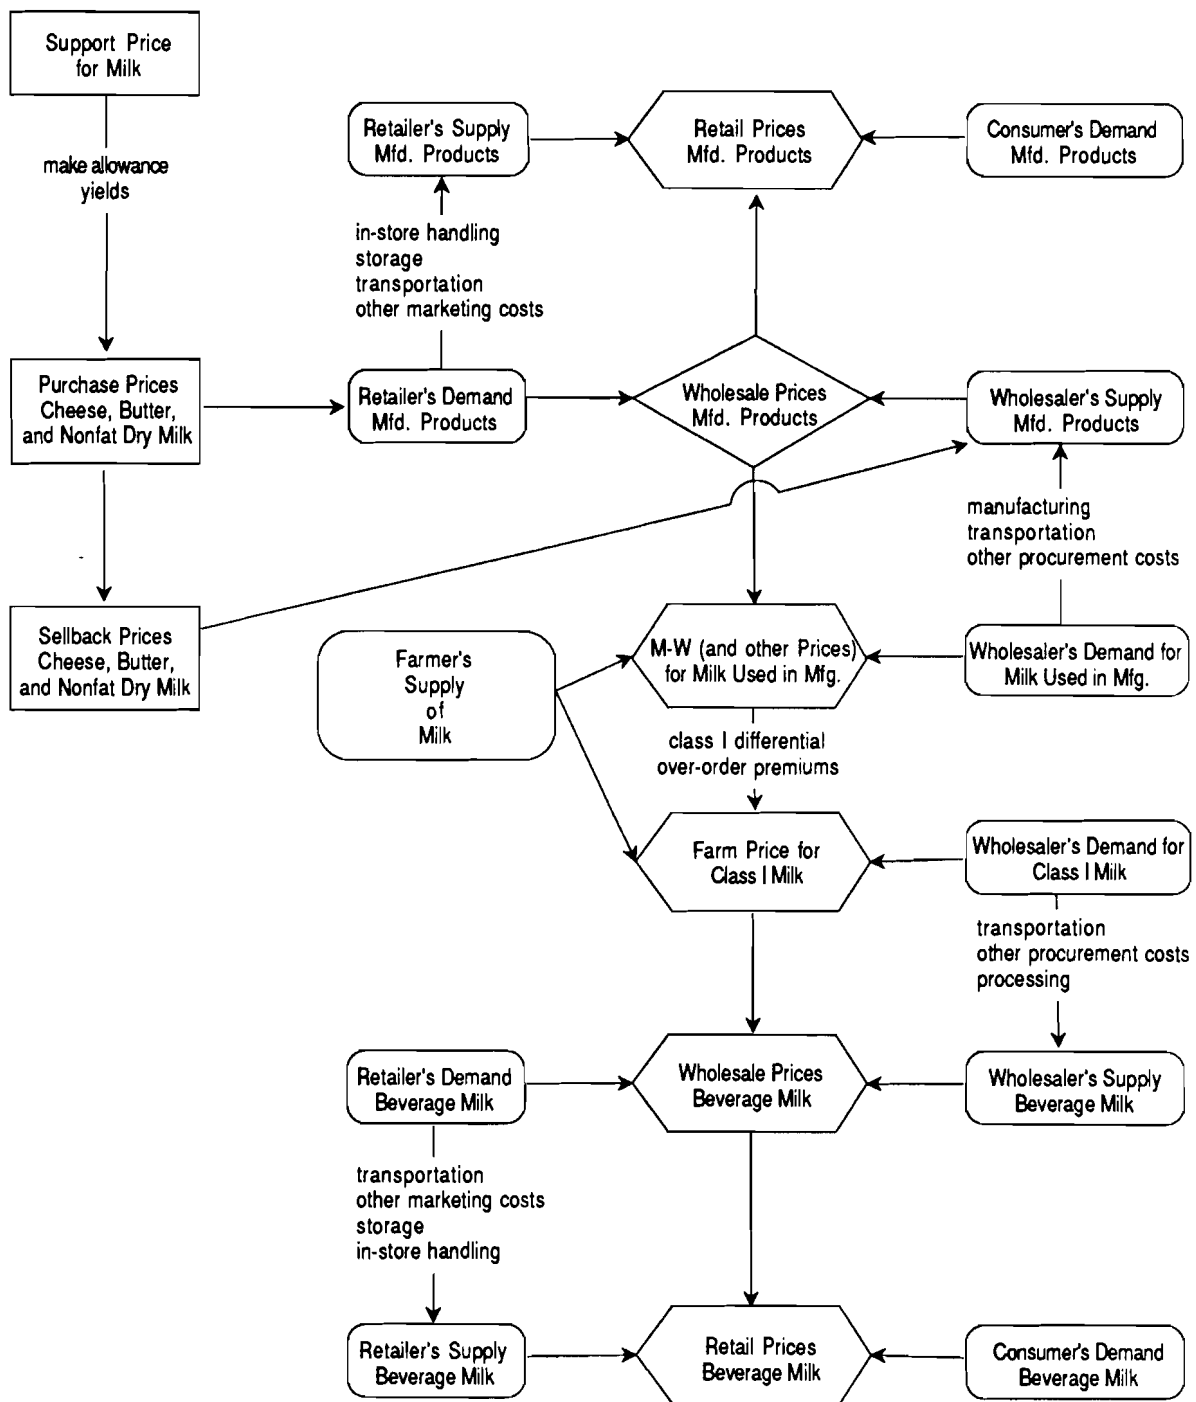 Support Price
for Milk
make allowance
yields
Retailer's Supply
Mfd. Products
Retail Prices
Mfd. Products
Consumer's Demand
Mfd. Products
in-store handling
storage
transportation
other marketing costs
Purchase Prices
Cheese, Butter,
and Nonfat Dry Milk
Retailer's Demand
Mfd. Products
Wholesale Prices
Mfd. Products
Wholesaler's Supply
Mfd. Products
manufacturing
transportation
other procurement costs
Sellback Prices
Cheese, Butter,
and Nonfat Dry Milk
Farmer's
Supply
of
Milk
M-W (and other Prices)
for Milk Used in Mfg.
Wholesaler's Demand for
Milk Used in Mfg.
class I differential
over-order premiums
Farm Price for
Class I Milk
Wholesaler's Demand for
Class I Milk
transportation
other procurement costs
processing
Retailer's Demand
Beverage Milk
Wholesale Prices
Beverage Milk
Wholesaler's Supply
Beverage Milk
transportation
other marketing costs
storage
in-store handling
Retailer's Supply
Beverage Milk
Retail Prices
Beverage Milk
Consumer's Demand
Beverage Milk